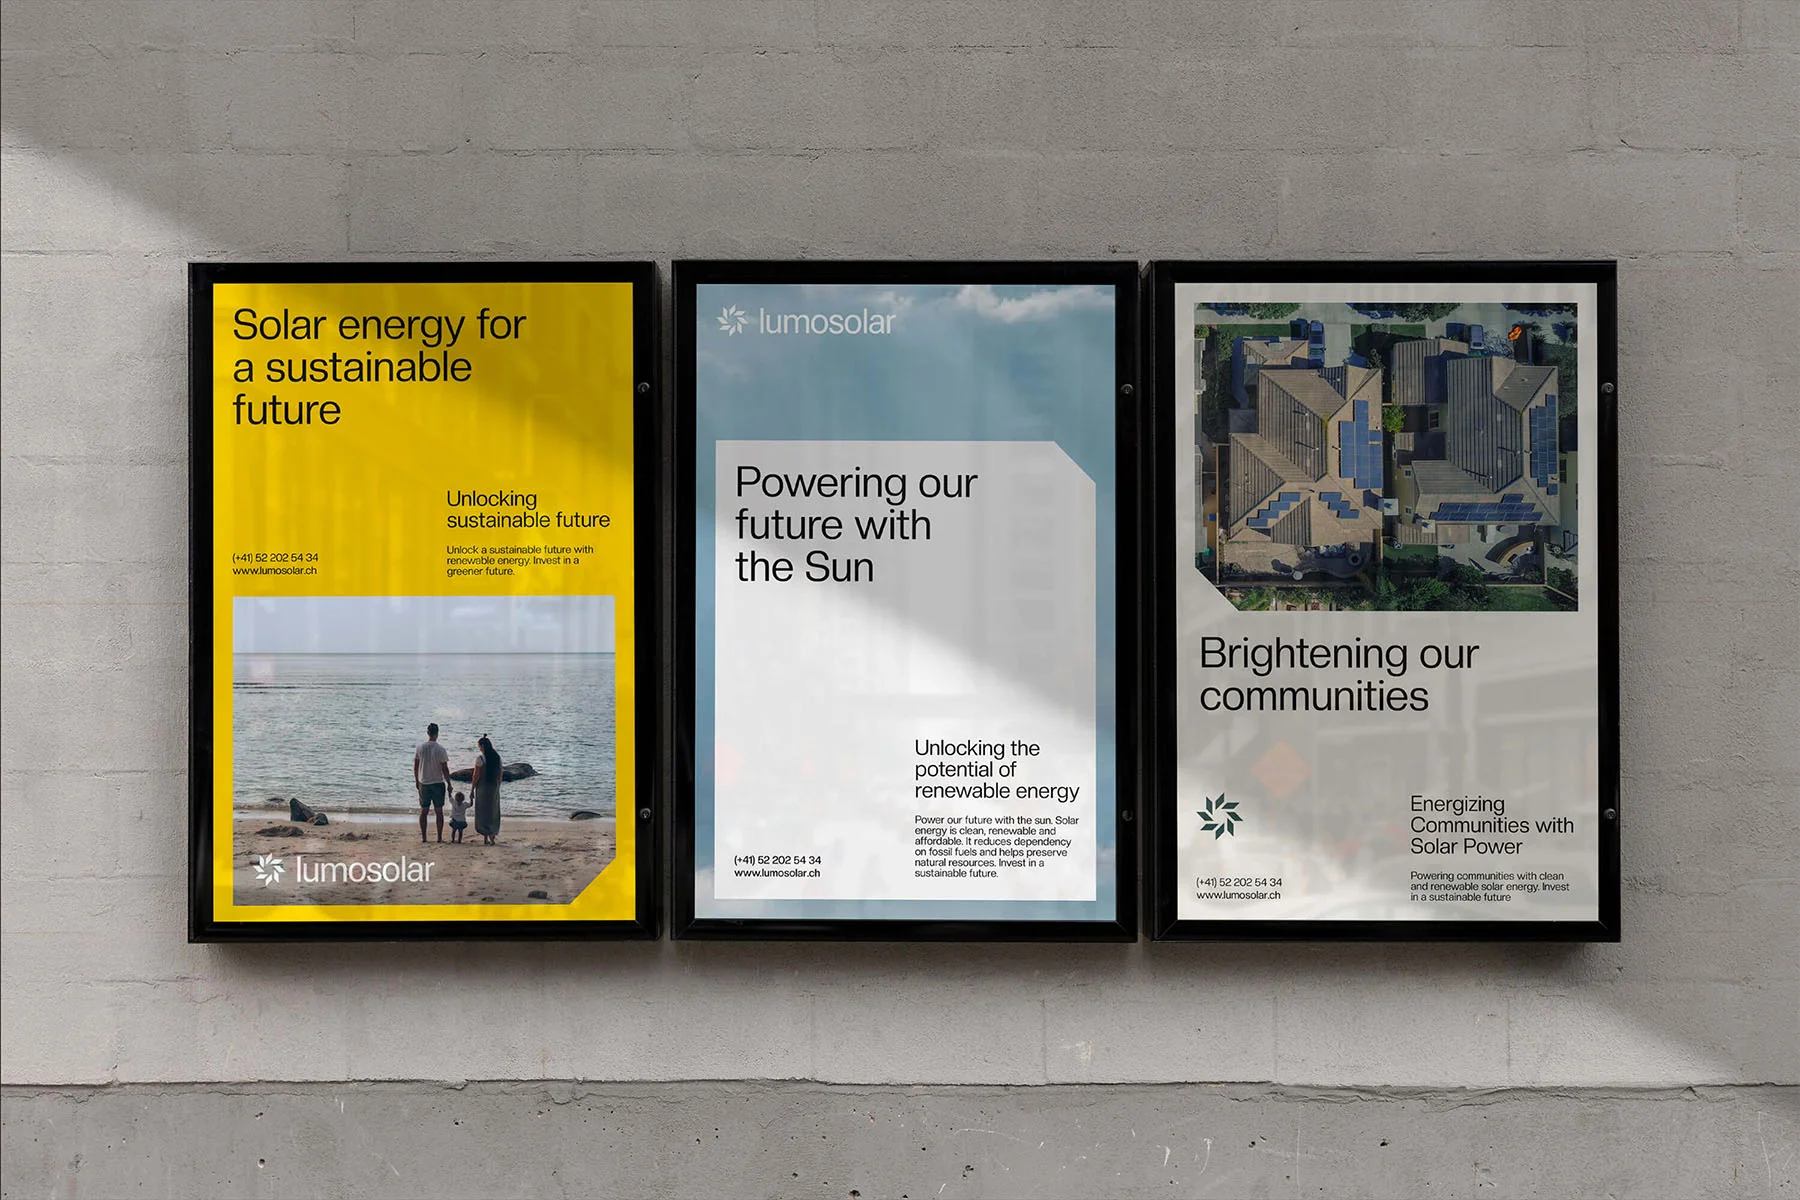 Solar energy for
a sustainable
future
Unlocking
sustainable future
Unlock a sustainable future with
renewable energy. Invest in a
greener future.
(+41) 52 202 54 34
www.lumosolar.ch
lumosolar
lumosolar
Powering our
future with
the Sun
Unlocking the
potential of
renewable energy
Power our future with the sun. Solar
energy is clean, renewable and
affordable. It reduces dependency
on fossil fuels and helps preserve
natural resources. Invest in a
sustainable future.
(+41) 52 202 54 34
www.lumosolar.ch
Brightening our
communities
Energizing
Communities with
Solar Power
Powering communities with clean
and renewable solar energy. Invest
in a sustainable future
(+41) 52 202 54 34
www.lumosolar.ch